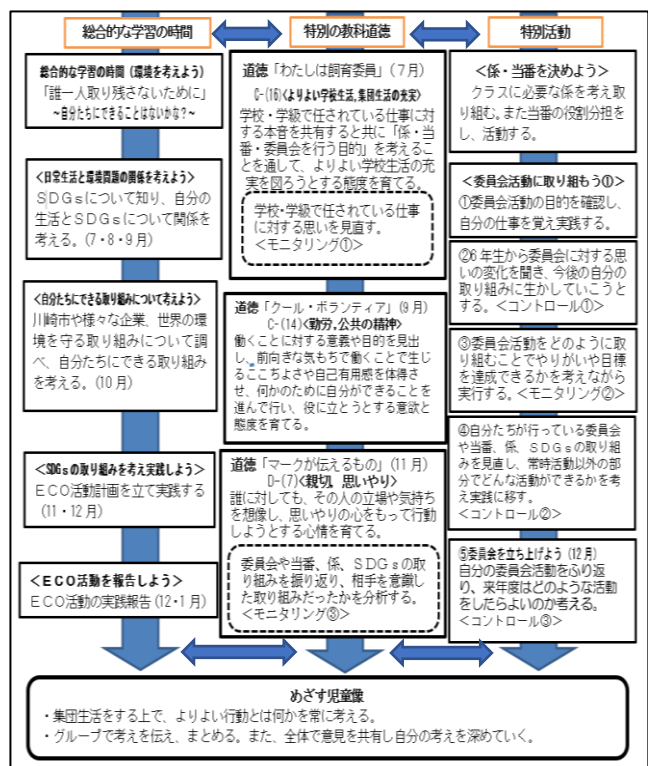 総合的な学習の時間
特別の教科道徳
特別活動
総合的な学習の時間（環境を考えよう）
「誰一人取り残さないために」
～自分たちにできることはないかな？～
＜日常生活と環境問題の関係を考えよう＞
ＳＤＧｓについて知り、自分の
生活とＳＤＧｓについて関係を
考える。（7・8・9月）
＜自分たちにできる取り組みについて考えよう＞
川崎市や様々な企業、世界の環
境を守る取り組みについて調
べ、自分たちにできる取り組み
を考える。（10月）
＜SDGsの取り組みを考え実践しよう＞
ＥＣＯ活動計画を立て実践する
（11・12月）
＜ＥＣＯ活動を報告しよう＞
ＥＣＯ活動の実践報告（12・1月）
道徳「わたしは飼育委員」（７月）
C-(16)＜よりよい学校生活,集団生活の充実＞
学校・学級で任されている仕事に
対する本音を共有すると共に「係・当
番・委員会を行う目的」を考えるこ
とを通して、よりよい学校生活の充
実を図ろうとする態度を育てる。
学校・学級で任されている仕事
に対する思いを見直す。
＜モニタリング①＞
道徳「クール・ボランティア」（9月）
C-(14)＜勤労,公共の精神＞
働くことに対する意義や目的を見出
し、前向きな気もちで働くことで生じ
るここちよさや自己有用感を体得さ
せ、何かのために自分ができることを
進んで行い、役に立とうとする意欲と
態度を育てる。
道徳「マークが伝えるもの」（11月）
D-(7)＜親切，思いやり＞
誰に対しても、その人の立場や気持ち
を想像し、思いやりの心をもって行動
しようとする心情を育てる。
委員会や当番、係、ＳＤＧｓの取
り組みを振り返り、相手を意識し
た取り組みだったかを分析する。
＜モニタリング③＞
＜係・当番を決めよう＞
クラスに必要な係を考え取
り組む。また当番の役割分担を
し、活動する。
＜委員会活動に取り組もう①＞
①委員会活動の目的を確認し、
自分の仕事を覚え実践する。
②6年生から委員会に対する思
いの変化を聞き、今後の自分の
取り組みに生かしていこうと
する。＜コントロール①＞
③委員会活動をどのように取
り組むことでやりがいや目標
を達成できるかを考えながら
実行する。＜モニタリング②＞
④自分たちが行っている委員会
や当番、係、ＳＤＧｓの取り組
みを見直し、常時活動以外の部
分でどんな活動ができるかを考
え実践に移す。
＜コントロール②＞
⑤委員会を立ち上げよう（12月）
自分の委員会活動をふり返
り、来年度はどのような活動
をしたらよいのか考える。
＜コントロール③＞
めざす児童像
・集団生活をする上で、よりよい行動とは何かを常に考える。
・グループで考えを伝え、まとめる。また、全体で意見を共有し自分の考えを深めていく。